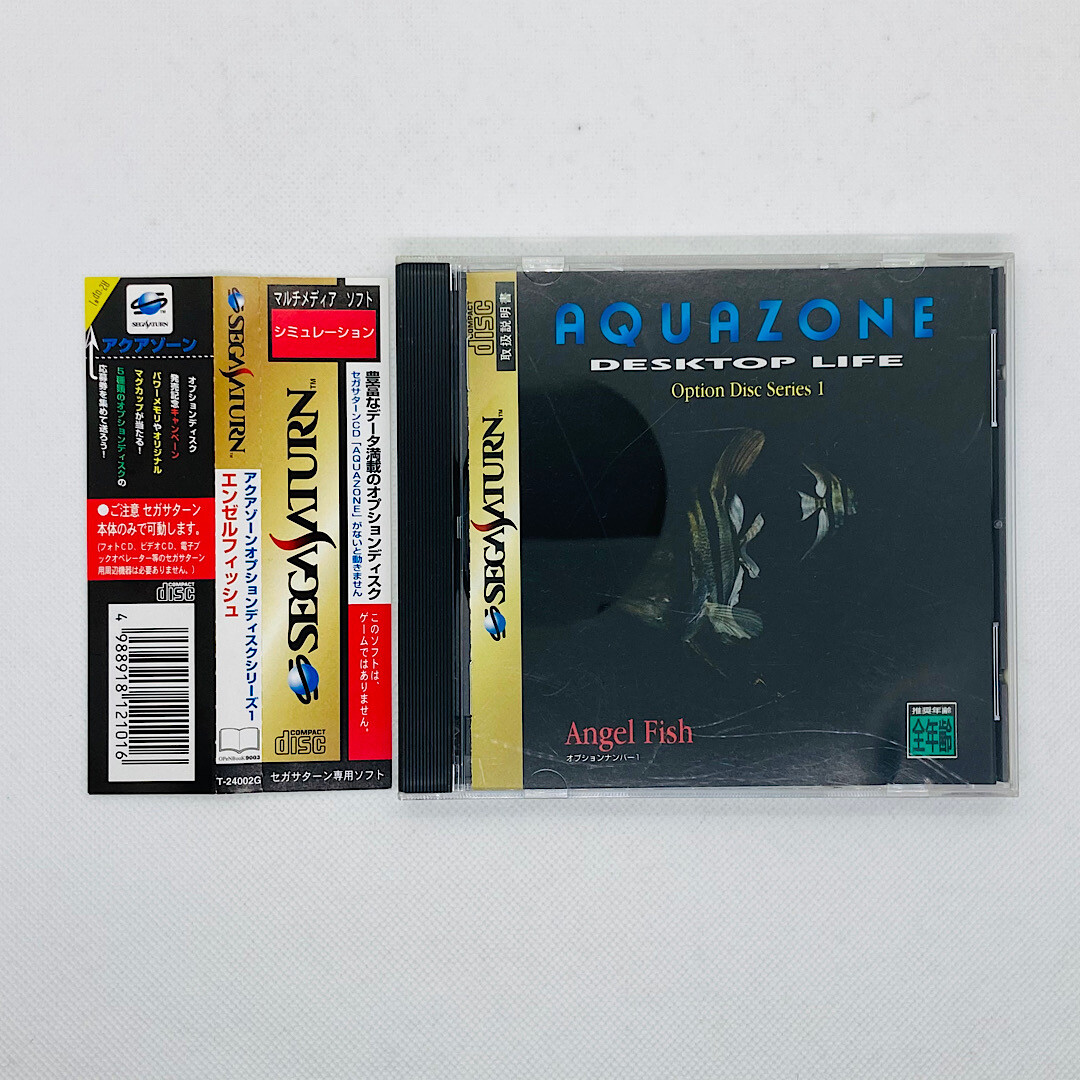 R2-op*1
SEGA SATURN
アクアゾーン
オプションディスク
発売記念キャンペーン
パワーメモリやオリジナル
マグカップが当たる!
5種類のオプションディスクの
応募券を集めて送ろう!
●ご注意 セガサターン
本体のみで可動します。
(フォトCD、ビデオCD、電子ブ
ックオペレーター等のセガサターン
用周辺機器は必要ありません。)
COMPACT
disc
4 988918 121016
SEGA SATURN™
アクアゾーンオプションディスクシリーズ1
エンゼルフィッシュ
OPeNBooK9003
T-24002G
マルチメディア ソフト
シミュレーション
SEGA SATURN™
豊富なデータ満載のオプションディスク
セガサターンCD「AQUAZONE」がないと動きません
このソフトは、
ゲームではありません。
COMPACT
disc
セガサターン専用ソフト
COMPACT
disc
取扱説明書
SEGA SATURN™
AQUAZONE
DESKTOP LIFE
Option Disc Series 1
Angel Fish
オプションナンバー1
推奨年齢
全年齢